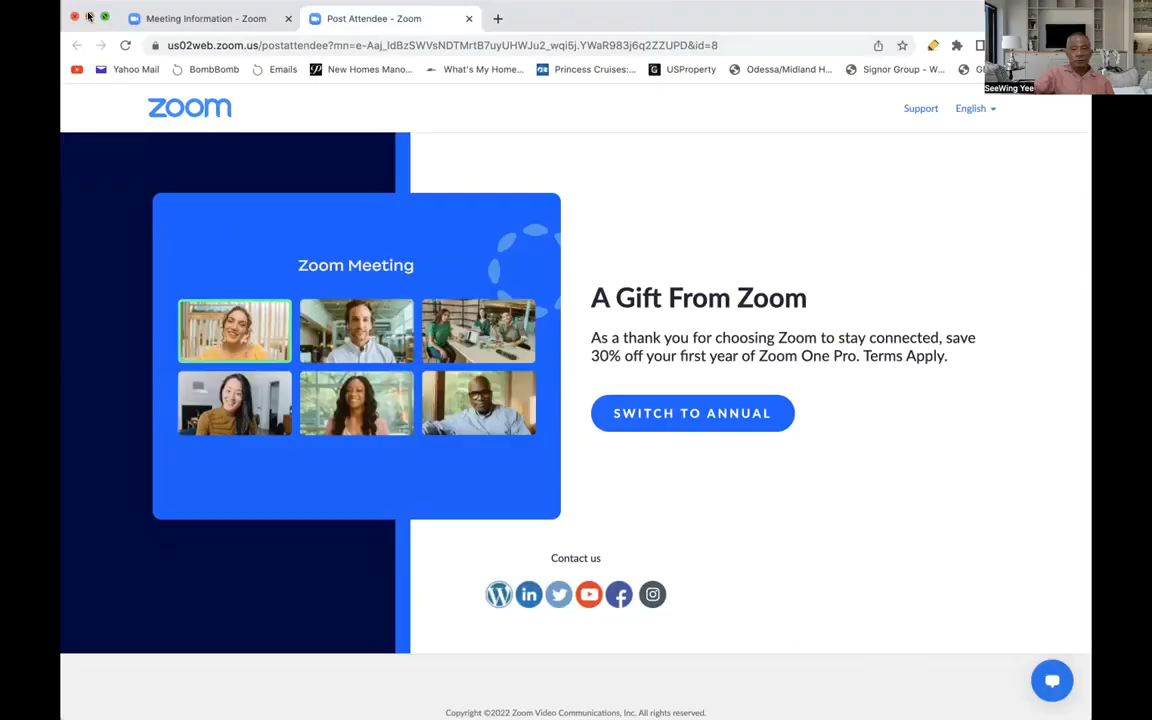 Meeting Information - Zoom
Post Attendee - Zoom
us02web.zoom.us/postattendee?mn=e-Aaj_ldBzSWVsNDTMrtB7uyUHWJu2_wqi5j.YWaR983j6q2ZZUPD&id=8
Yahoo Mail
BombBomb
Emails
New Homes Mano...
What's My Home...
Princess Cruises:...
USProperty
Odessa/Midland H...
Signor Group - W...
SeeWing Yee
zoom
Support
English
Zoom Meeting
A Gift From Zoom
As a thank you for choosing Zoom to stay connected, save
30% off your first year of Zoom One Pro. Terms Apply.
SWITCH TO ANNUAL
Contact us
Copyright ©2022 Zoom Video Communications, Inc. All rights reserved.